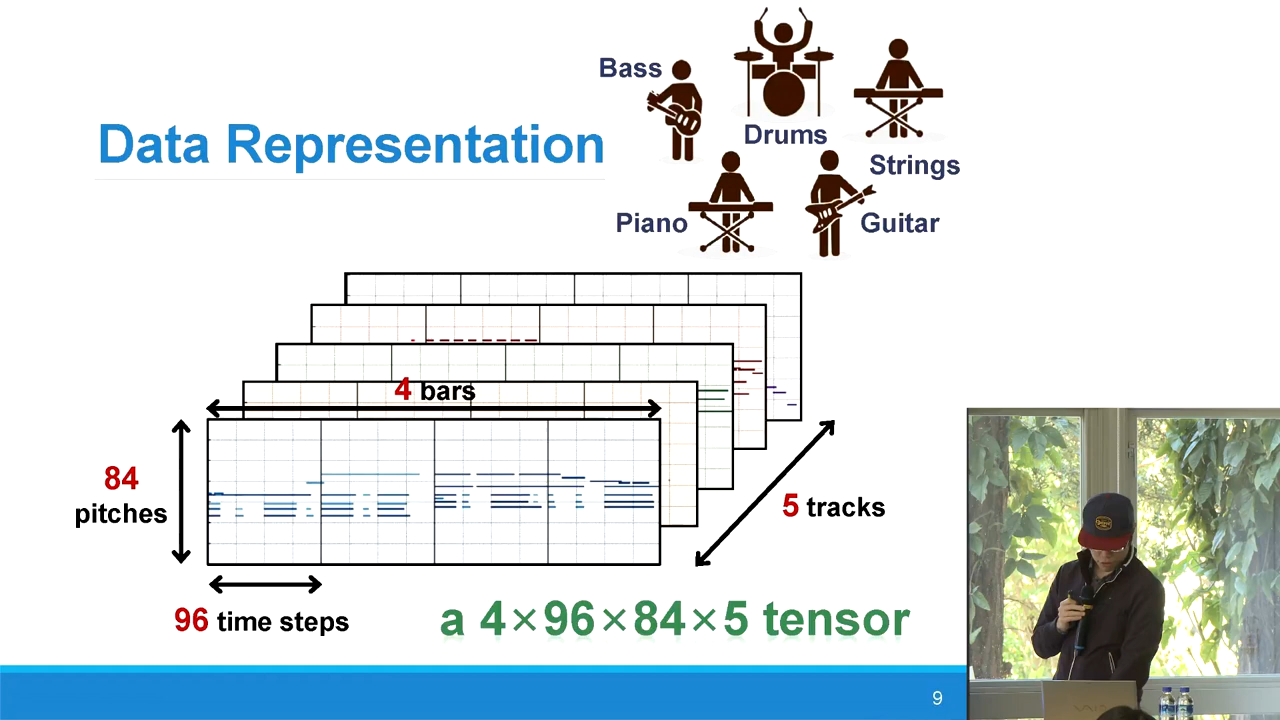 Data Representation
Bass
Drums
Strings
Piano
Guitar
4 bars
84
pitches
5 tracks
96 time steps
a 4×96×84×5 tensor
9